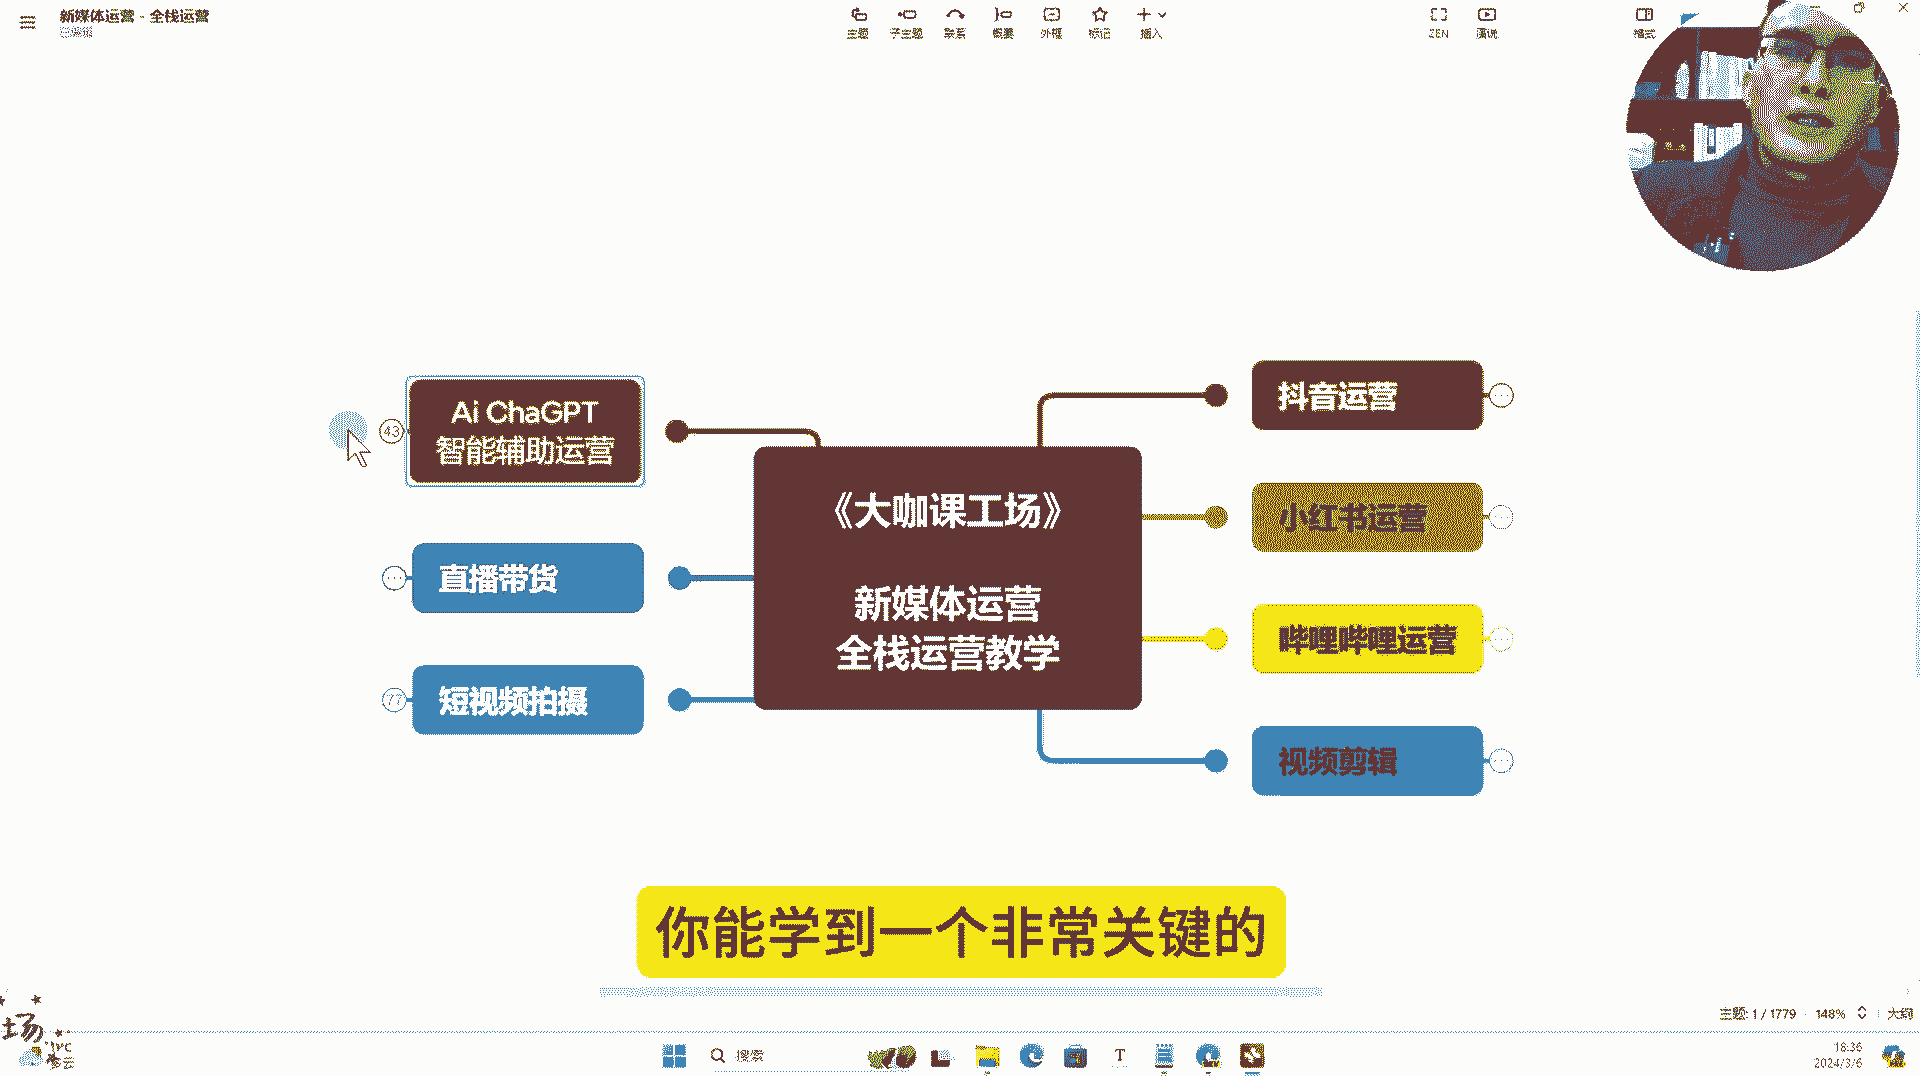 新媒体运营 - 全栈运营
已编辑
主题 子主题 联系 概要 外框 标记 插入
ZEN 演说 格式
Ai ChaGPT
智能辅助运营
43
直播带货
短视频拍摄
77
《大咖课工场》
新媒体运营
全栈运营教学
抖音运营
小红书运营
哔哩哔哩运营
视频剪辑
你能学到一个非常关键的
主题: 1 / 1779 148% 大纲
场
多云
搜索
18:36
2024/3/6